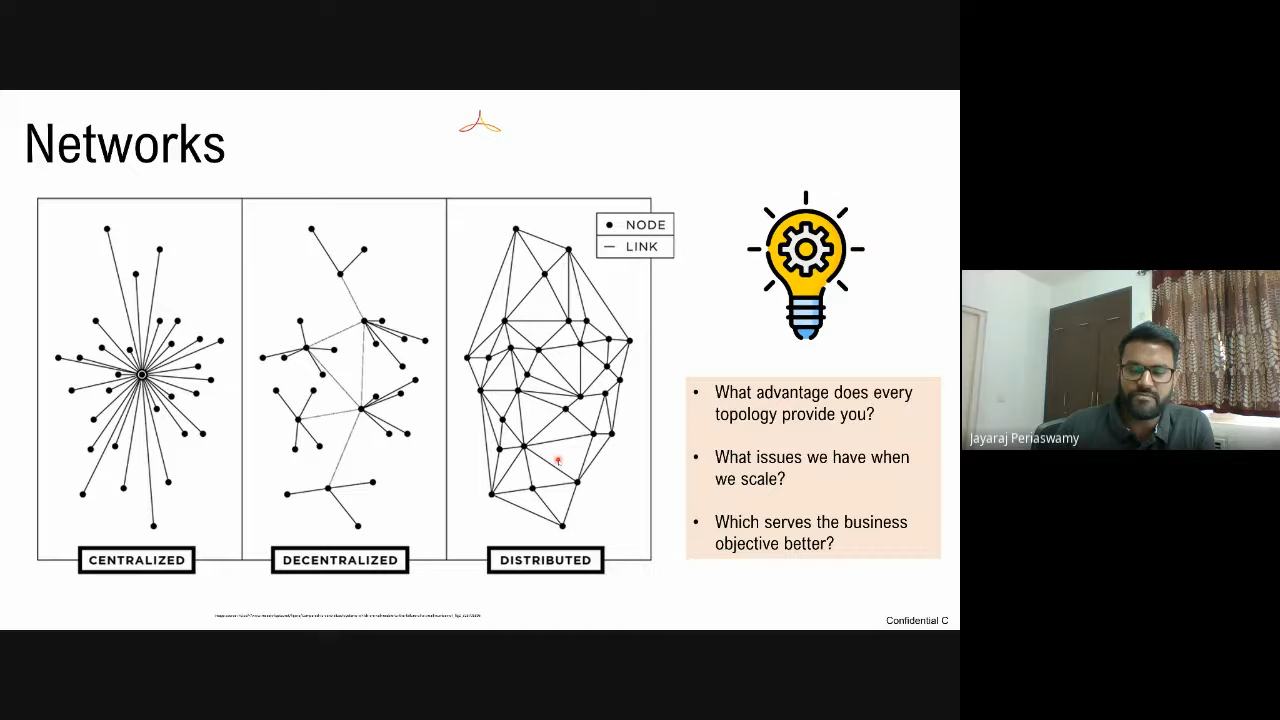 Networks
NODE
LINK
CENTRALIZED
DECENTRALIZED
DISTRIBUTED
• What advantage does every
topology provide you?
• What issues we have when
we scale?
• Which serves the business
objective better?
Confidential C
Jayaraj Periaswamy